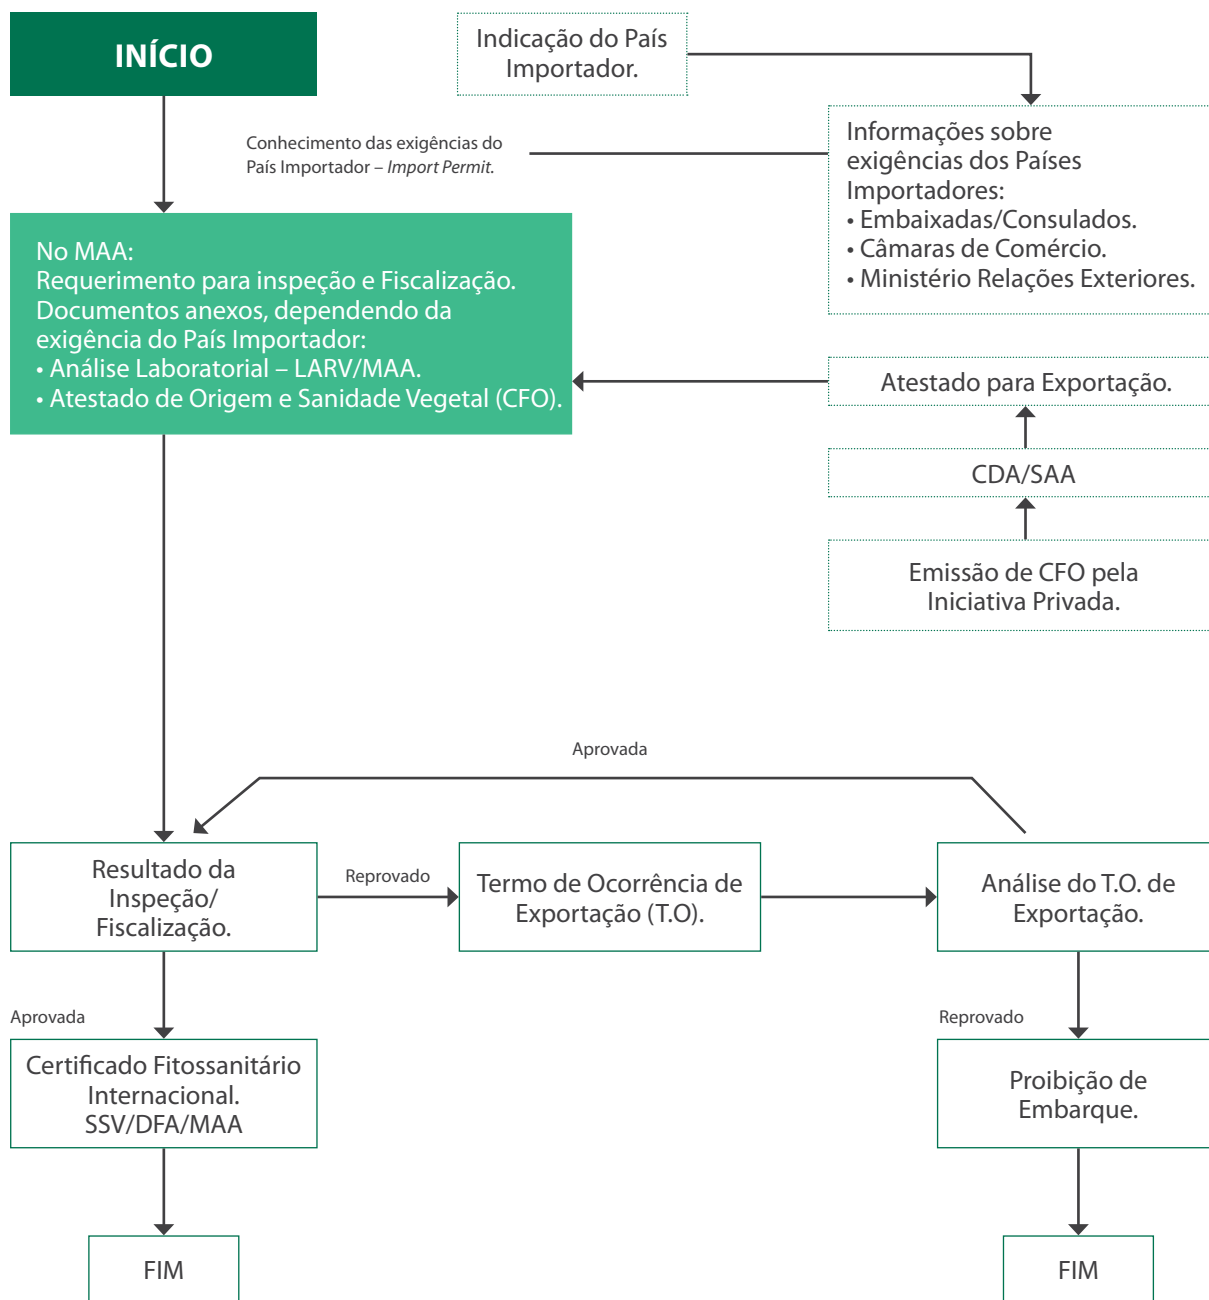 INÍCIO
Indicação do País
Importador.
Conhecimento das exigências do
País Importador – Import Permit.
Informações sobre
exigências dos Países
Importadores:
• Embaixadas/Consulados.
• Câmaras de Comércio.
• Ministério Relações Exteriores.
No MAA:
Requerimento para inspeção e Fiscalização.
Documentos anexos, dependendo da
exigência do País Importador:
• Análise Laboratorial – LARV/MAA.
• Atestado de Origem e Sanidade Vegetal (CFO).
Atestado para Exportação.
CDA/SAA
Emissão de CFO pela
Iniciativa Privada.
Aprovada
Resultado da
Inspeção/
Fiscalização.
Reprovado
Termo de Ocorrência de
Exportação (T.O).
Análise do T.O. de
Exportação.
Aprovada
Reprovado
Certificado Fitossanitário
Internacional.
SSV/DFA/MAA
Proibição de
Embarque.
FIM
FIM